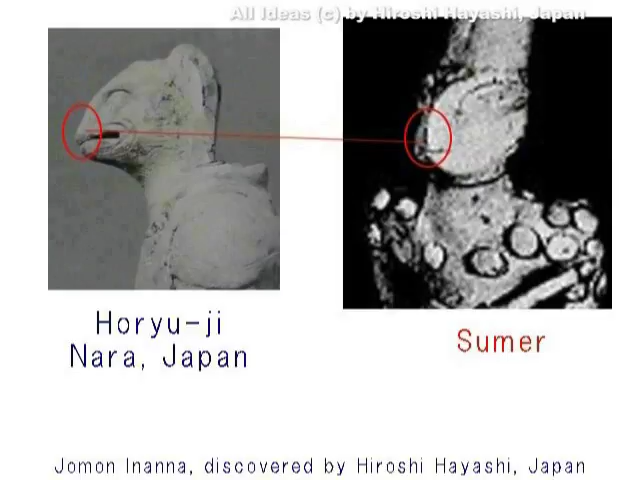 All Ideas (c) by Hiroshi Hayashi, Japan
Horyu-ji
Nara, Japan
Sumer
Jomon Inanna, discovered by Hiroshi Hayashi, Japan